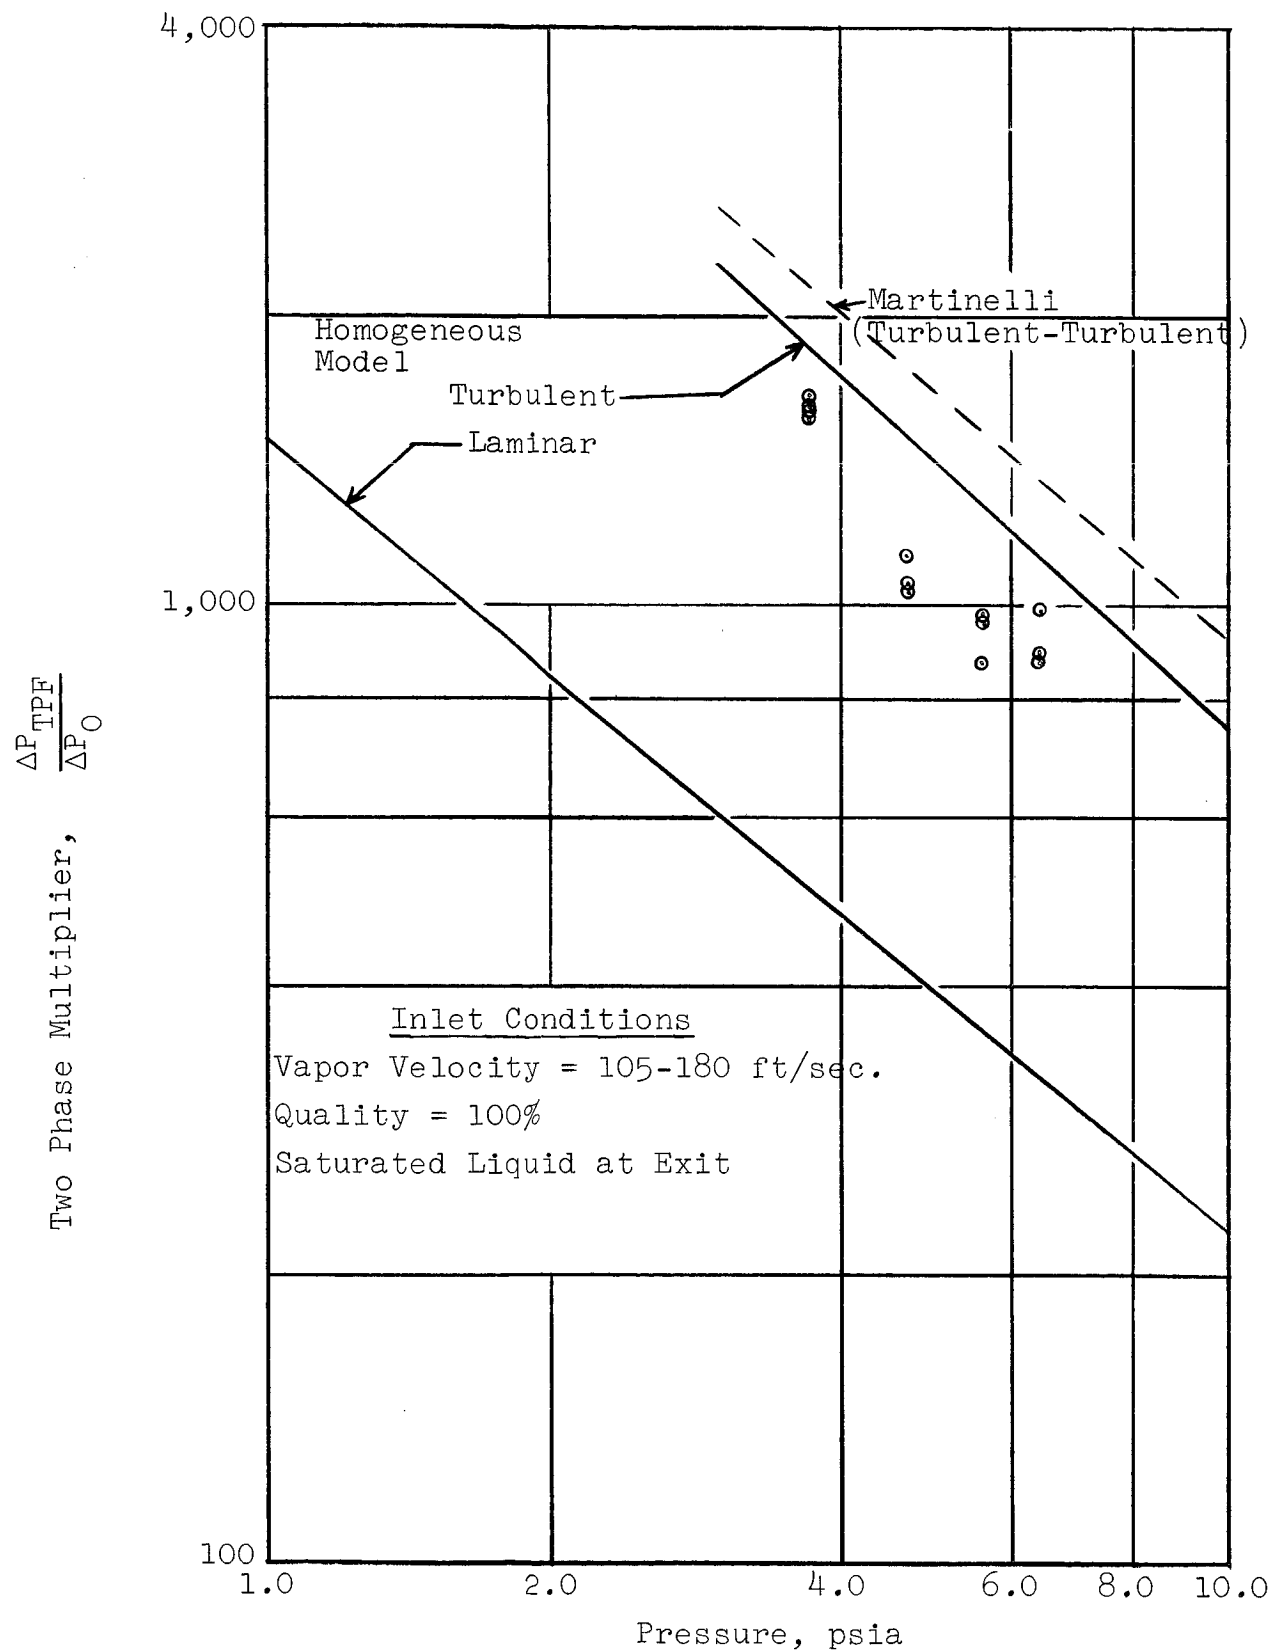 4,000
Martinelli
(Turbulent-Turbulent)
Homogeneous
Model
Turbulent
Laminar
1,000
Two Phase Multiplier, ΔP_TPF / ΔP_O
Inlet Conditions
Vapor Velocity = 105-180 ft/sec.
Quality = 100%
Saturated Liquid at Exit
100
1.0 2.0 4.0 6.0 8.0 10.0
Pressure, psia